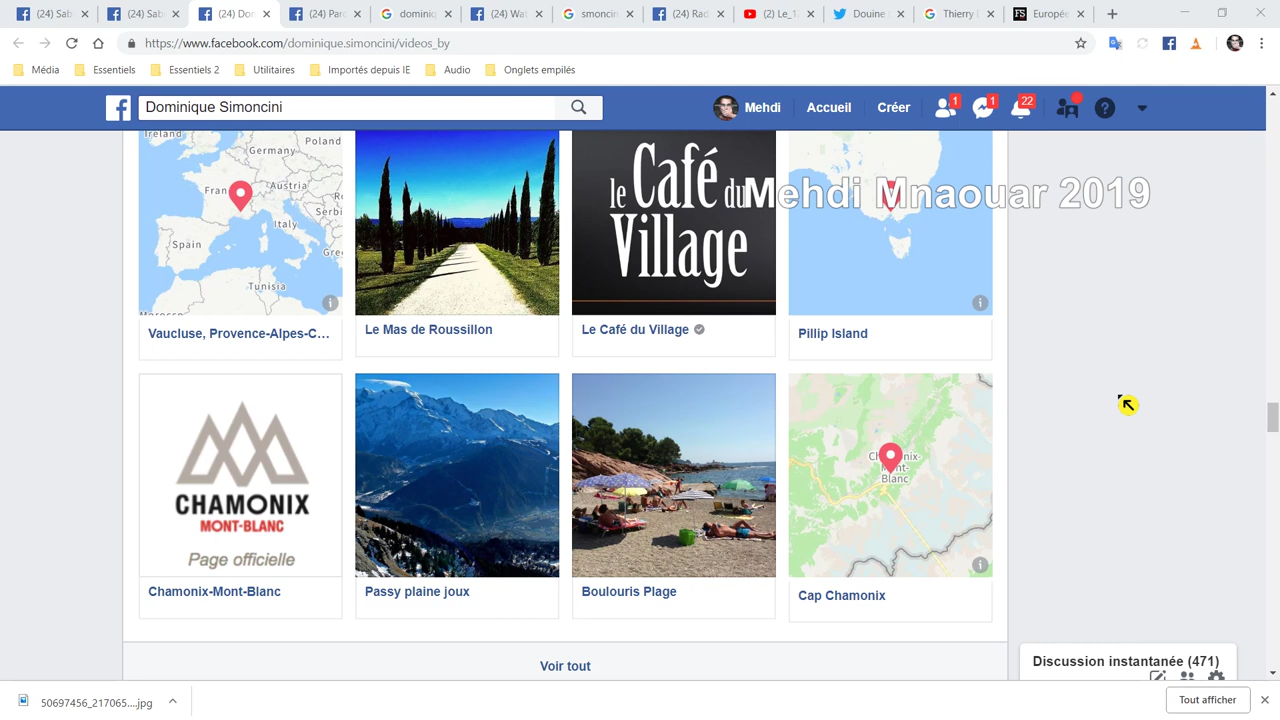 (24) Sab
(24) Sab
(24) Do
(24) Par
dominiq
(24) Wat
smoncin
(24) Rad
(2) Le_1
Douine
Thierry
Européen
https://www.facebook.com/dominique.simoncini/videos_by
Média
Essentiels
Essentiels 2
Utilitaires
Importés depuis IE
Audio
Onglets empilés
Dominique Simoncini
Mehdi
Accueil
Créer
1
1
22
Ireland
Germany
Poland
Fran
Austria
Serbi
Italy
Spain
Gree
Tunisia
Morocco
le Café du
Village
Mehdi Mnaouar 2019
Vaucluse, Provence-Alpes-C…
Le Mas de Roussillon
Le Café du Village
Pillip Island
CHAMONIX
MONT-BLANC
Page officielle
Chamonix-Mont-
Blanc
Chamonix-Mont-Blanc
Passy plaine joux
Boulouris Plage
Cap Chamonix
Voir tout
Discussion instantanée (471)
50697456_217065....jpg
Tout afficher